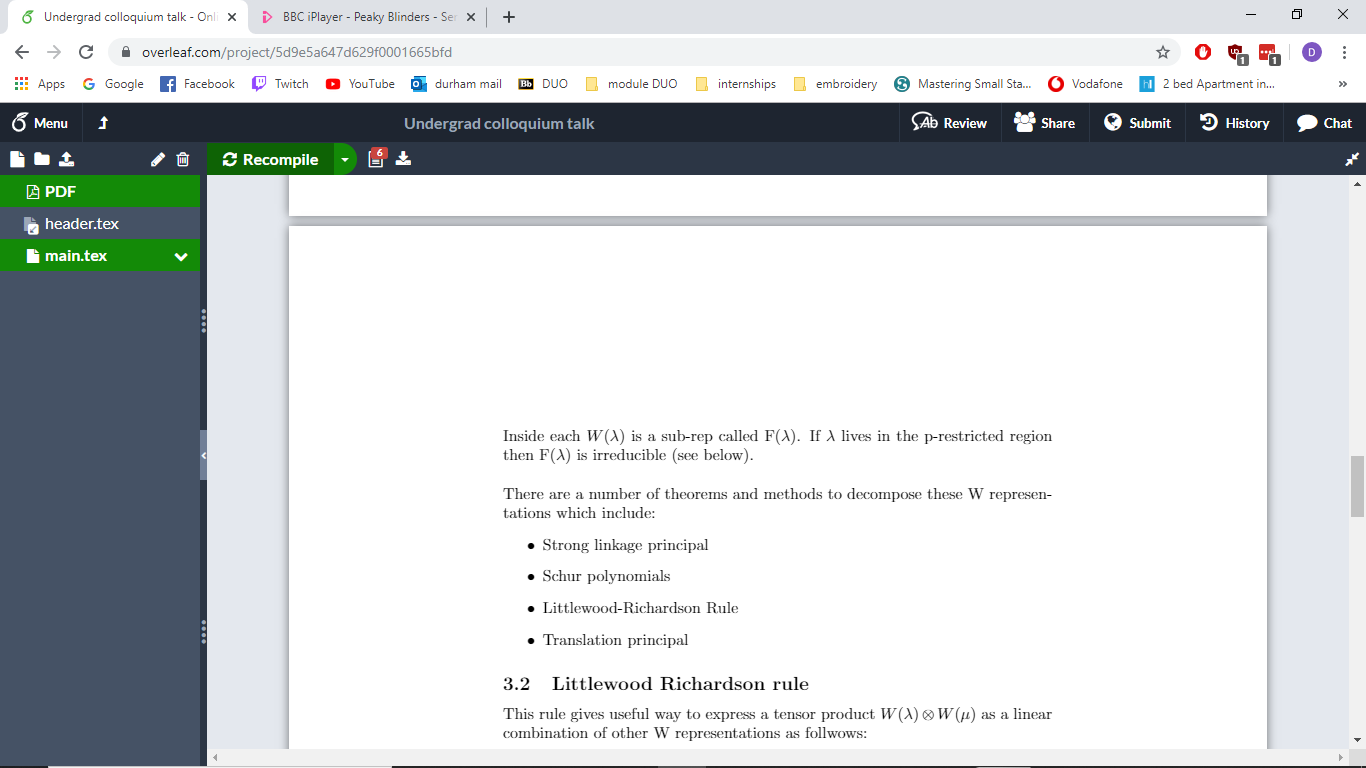 Undergrad colloquium talk - Onli
BBC iPlayer - Peaky Blinders - Ser
overleaf.com/project/5d9e5a647d629f0001665bfd
D
1
1
Apps Google Facebook Twitch YouTube durham mail Bb DUO module DUO internships embroidery Mastering Small Sta... Vodafone hl 2 bed Apartment in... »
Menu Undergrad colloquium talk Review Share Submit History Chat
Recompile 6
PDF
header.tex
main.tex
Inside each W(λ) is a sub-rep called F(λ). If λ lives in the p-restricted region
then F(λ) is irreducible (see below).
There are a number of theorems and methods to decompose these W represen-
tations which include:
• Strong linkage principal
• Schur polynomials
• Littlewood-Richardson Rule
• Translation principal
3.2 Littlewood Richardson rule
This rule gives useful way to express a tensor product W(λ) ⊗ W(μ) as a linear
combination of other W representations as follwows: